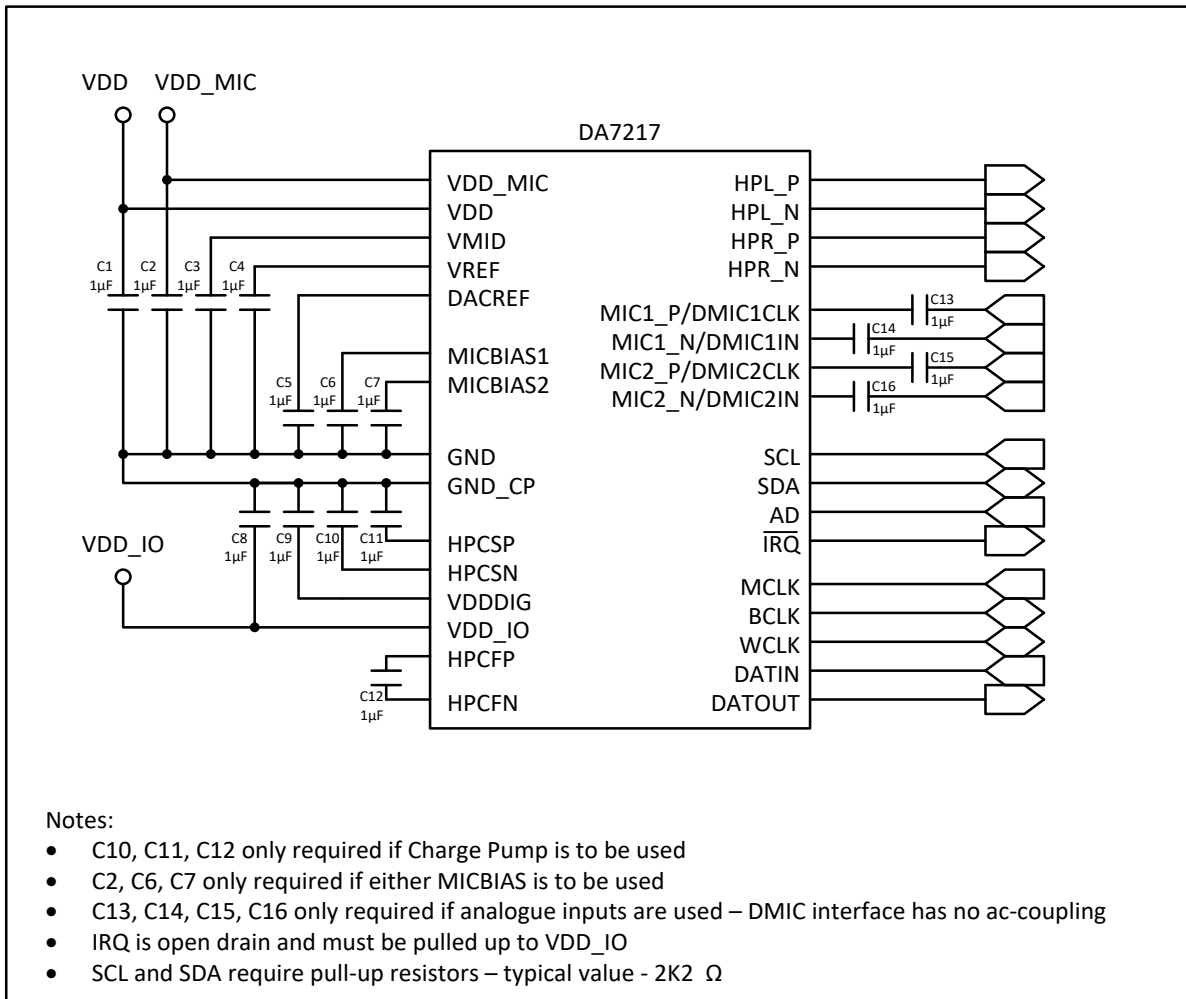 VDD VDD_MIC
DA7217
VDD_MIC
VDD
VMID
VREF
DACREF
MICBIAS1
MICBIAS2
GND
GND_CP
HPCSP
HPCSN
VDDDIG
VDD_IO
HPCFP
HPCFN
HPL_P
HPL_N
HPR_P
HPR_N
MIC1_P/DMIC1CLK
MIC1_N/DMIC1IN
MIC2_P/DMIC2CLK
MIC2_N/DMIC2IN
SCL
SDA
AD
IRQ
MCLK
BCLK
WCLK
DATIN
DATOUT
C1 C2 C3 C4
1µF 1µF 1µF 1µF
C5 C6 C7
1µF 1µF 1µF
VDD_IO
C8 C9 C10 C11
1µF 1µF 1µF 1µF
C12
1µF
C13
1µF
C14
1µF
C15
1µF
C16
1µF
Notes:
• C10, C11, C12 only required if Charge Pump is to be used
• C2, C6, C7 only required if either MICBIAS is to be used
• C13, C14, C15, C16 only required if analogue inputs are used – DMIC interface has no ac-coupling
• IRQ is open drain and must be pulled up to VDD_IO
• SCL and SDA require pull-up resistors – typical value - 2K2 Ω